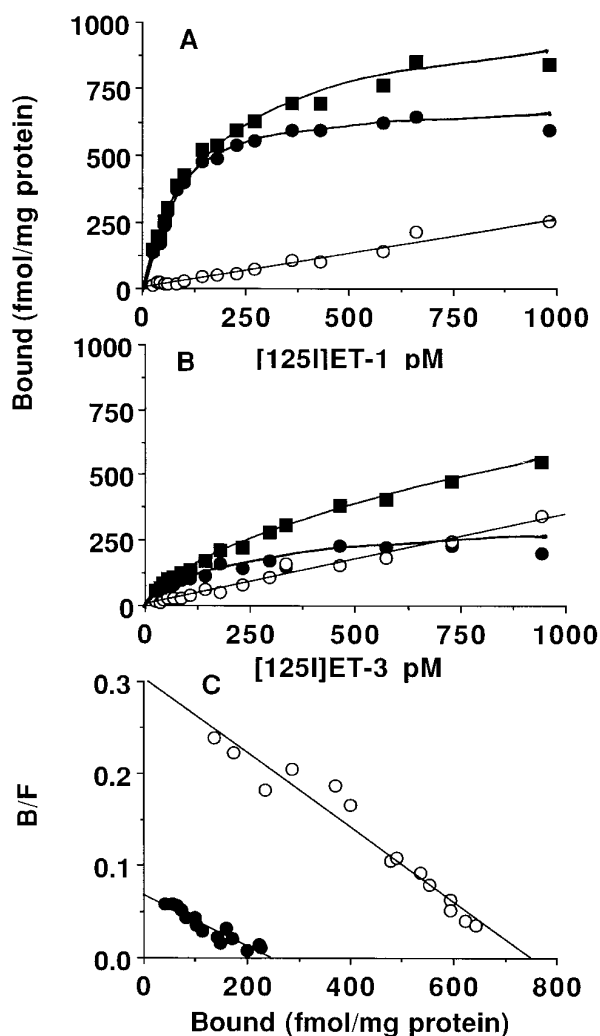 A
1000
750
500
250
0
0 250 500 750 1000
[125I]ET-1 pM
Bound (fmol/mg protein)
B
1000
750
500
250
0
0 250 500 750 1000
[125I]ET-3 pM
C
0.3
0.2
0.1
0.0
B/F
0 200 400 600 800
Bound (fmol/mg protein)